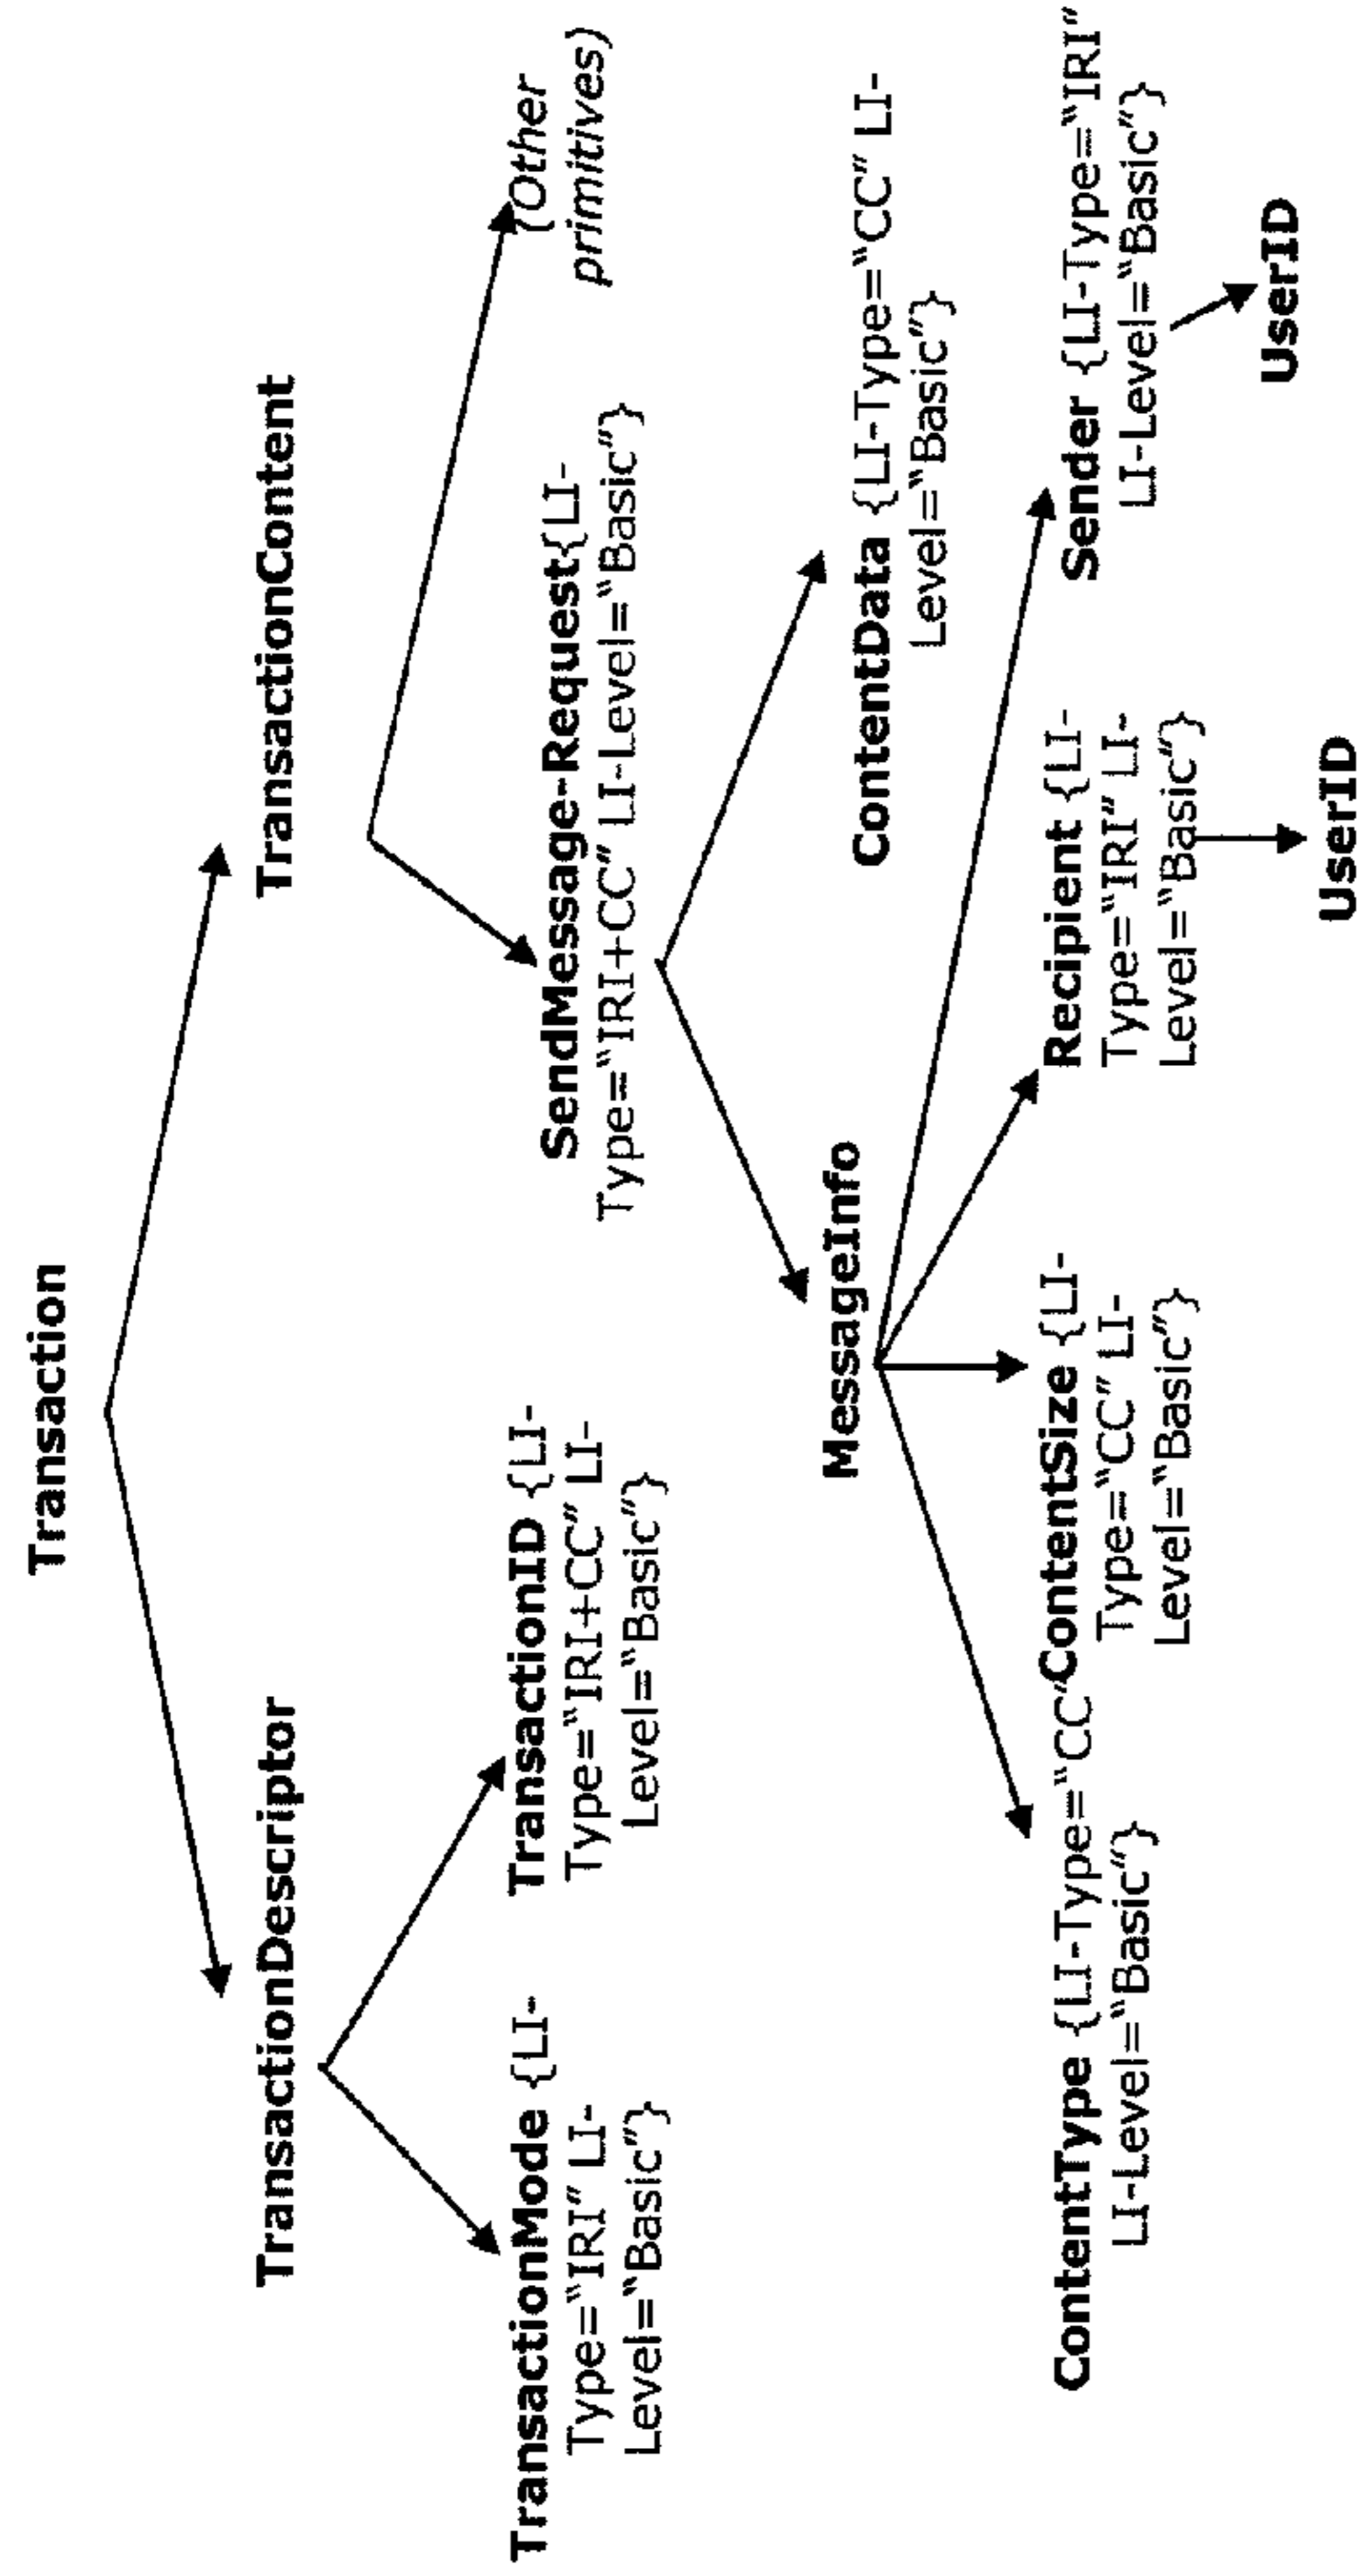 Transaction
TransactionDescriptor
TransactionContent
TransactionMode {LI-
Type=“IRI” LI-
Level=“Basic”}
TransactionID {LI-
Type=“IRI+CC” LI-
Level=“Basic”}
SendMessage-Request{LI-
Type=“IRI+CC” LI-Level=“Basic”}
(Other
primitives)
MessageInfo
ContentData {LI-Type=“CC” LI-
Level=“Basic”}
ContentType {LI-Type=“CC”
LI-Level=“Basic”}
ContentSize {LI-
Type=“CC” LI-
Level=“Basic”}
Recipient {LI-
Type=“IRI” LI-
Level=“Basic”}
Sender {LI-Type=“IRI”
LI-Level=“Basic”}
UserID
UserID